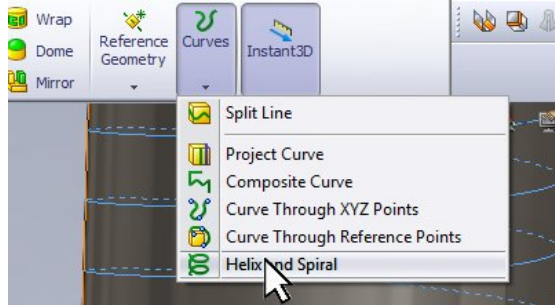 Wrap
Dome
Mirror
Reference
Geometry
Curves
Instant3D
Split Line
Project Curve
Composite Curve
Curve Through XYZ Points
Curve Through Reference Points
Helix and Spiral